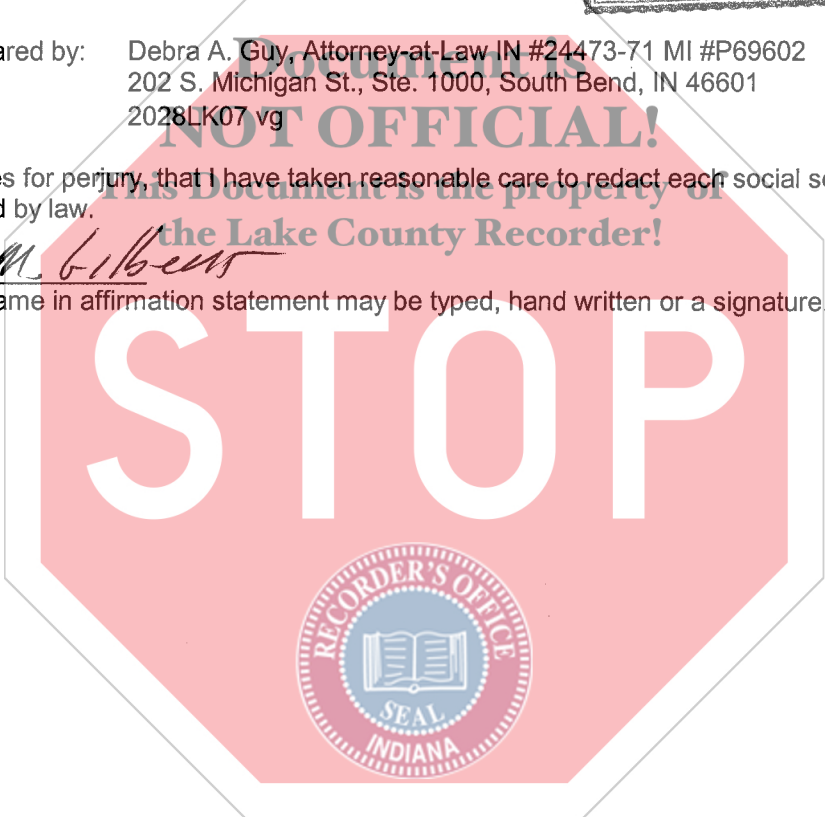 ared by: Debra A. Guy, Attorney-at-Law IN #24473-71 MI #P69602
202 S. Michigan St., Ste. 1000, South Bend, IN 46601
2028LK07 vg
Document is
NOT OFFICIAL!
s for perjury, that I have taken reasonable care to redact each social s
This Document is the property of
d by law.
the Lake County Recorder!
M. Gilbert
ame in affirmation statement may be typed, hand written or a signature.
STOP
RECORDER'S OFFICE
SEAL
INDIANA